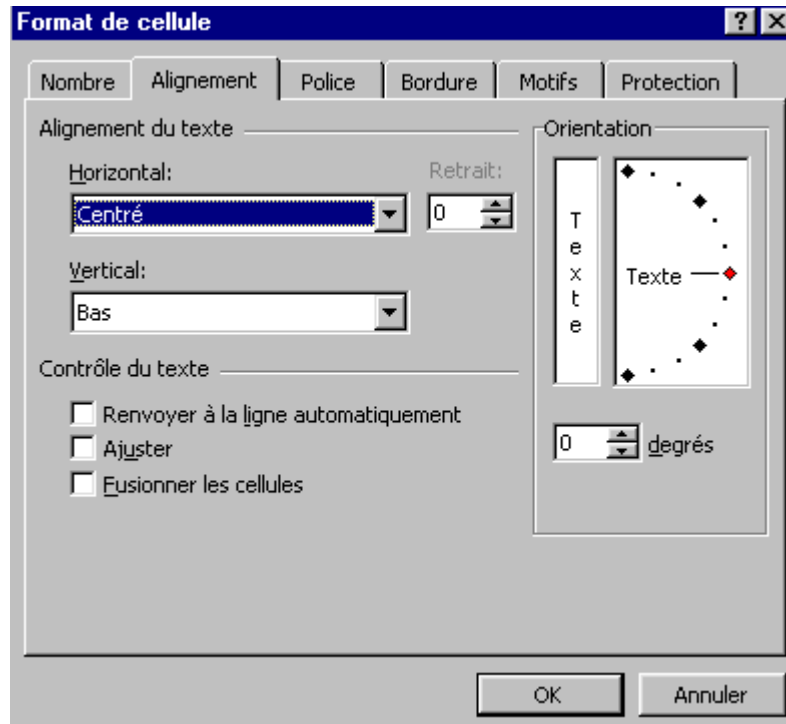 Format de cellule
Nombre Alignement Police Bordure Motifs Protection
Alignement du texte
Horizontal: Retrait:
Centré 0
Vertical:
Bas
Contrôle du texte
Renvoyer à la ligne automatiquement
Ajuster
Fusionner les cellules
Orientation
T
e
x
t
e
Texte
0 degrés
OK Annuler